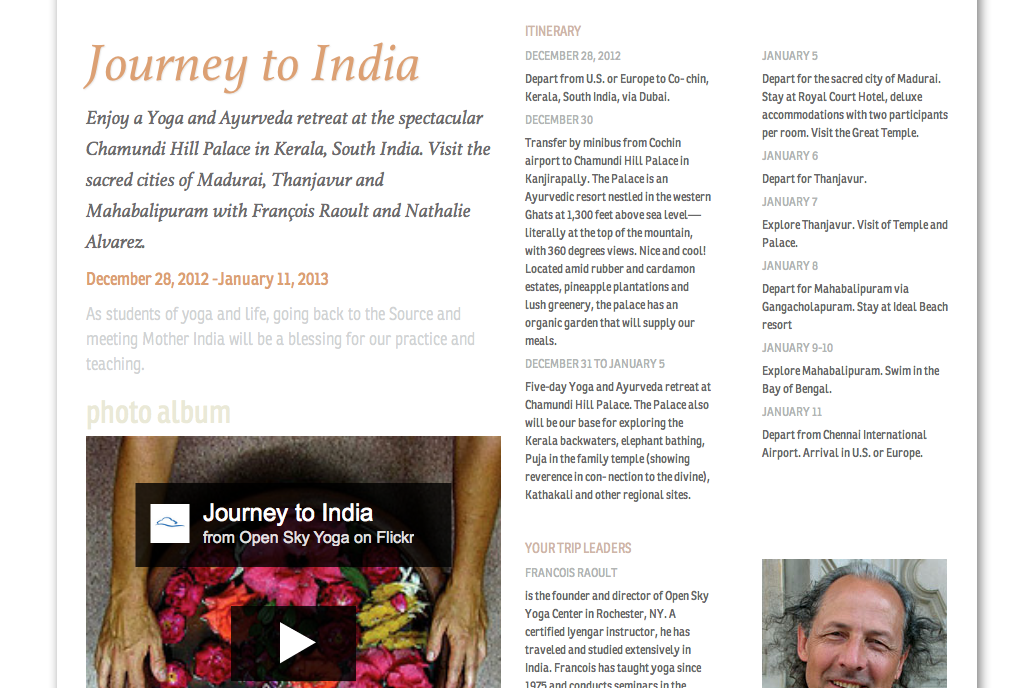 Journey to India
Enjoy a Yoga and Ayurveda retreat at the spectacular
Chamundi Hill Palace in Kerala, South India. Visit the
sacred cities of Madurai, Thanjavur and
Mahabalipuram with François Raoult and Nathalie
Alvarez.
December 28, 2012 -January 11, 2013
As students of yoga and life, going back to the Source and
meeting Mother India will be a blessing for our practice and
teaching.
photo album
Journey to India
from Open Sky Yoga on Flickr
ITINERARY
DECEMBER 28, 2012
Depart from U.S. or Europe to Co- chin,
Kerala, South India, via Dubai.
DECEMBER 30
Transfer by minibus from Cochin
airport to Chamundi Hill Palace in
Kanjirapally. The Palace is an
Ayurvedic resort nestled in the western
Ghats at 1,300 feet above sea level—
literally at the top of the mountain,
with 360 degrees views. Nice and cool!
Located amid rubber and cardamon
estates, pineapple plantations and
lush greenery, the palace has an
organic garden that will supply our
meals.
DECEMBER 31 TO JANUARY 5
Five-day Yoga and Ayurveda retreat at
Chamundi Hill Palace. The Palace also
will be our base for exploring the
Kerala backwaters, elephant bathing,
Puja in the family temple (showing
reverence in con- nection to the divine),
Kathakali and other regional sites.
JANUARY 5
Depart for the sacred city of Madurai.
Stay at Royal Court Hotel, deluxe
accommodations with two participants
per room. Visit the Great Temple.
JANUARY 6
Depart for Thanjavur.
JANUARY 7
Explore Thanjavur. Visit of Temple and
Palace.
JANUARY 8
Depart for Mahabalipuram via
Gangacholapuram. Stay at Ideal Beach
resort
JANUARY 9-10
Explore Mahabalipuram. Swim in the
Bay of Bengal.
JANUARY 11
Depart from Chennai International
Airport. Arrival in U.S. or Europe.
YOUR TRIP LEADERS
FRANCOIS RAOULT
is the founder and director of Open Sky
Yoga Center in Rochester, NY. A
certified Iyengar instructor, he has
traveled and studied extensively in
India. Francois has taught yoga since
1975 and conducts seminars in the